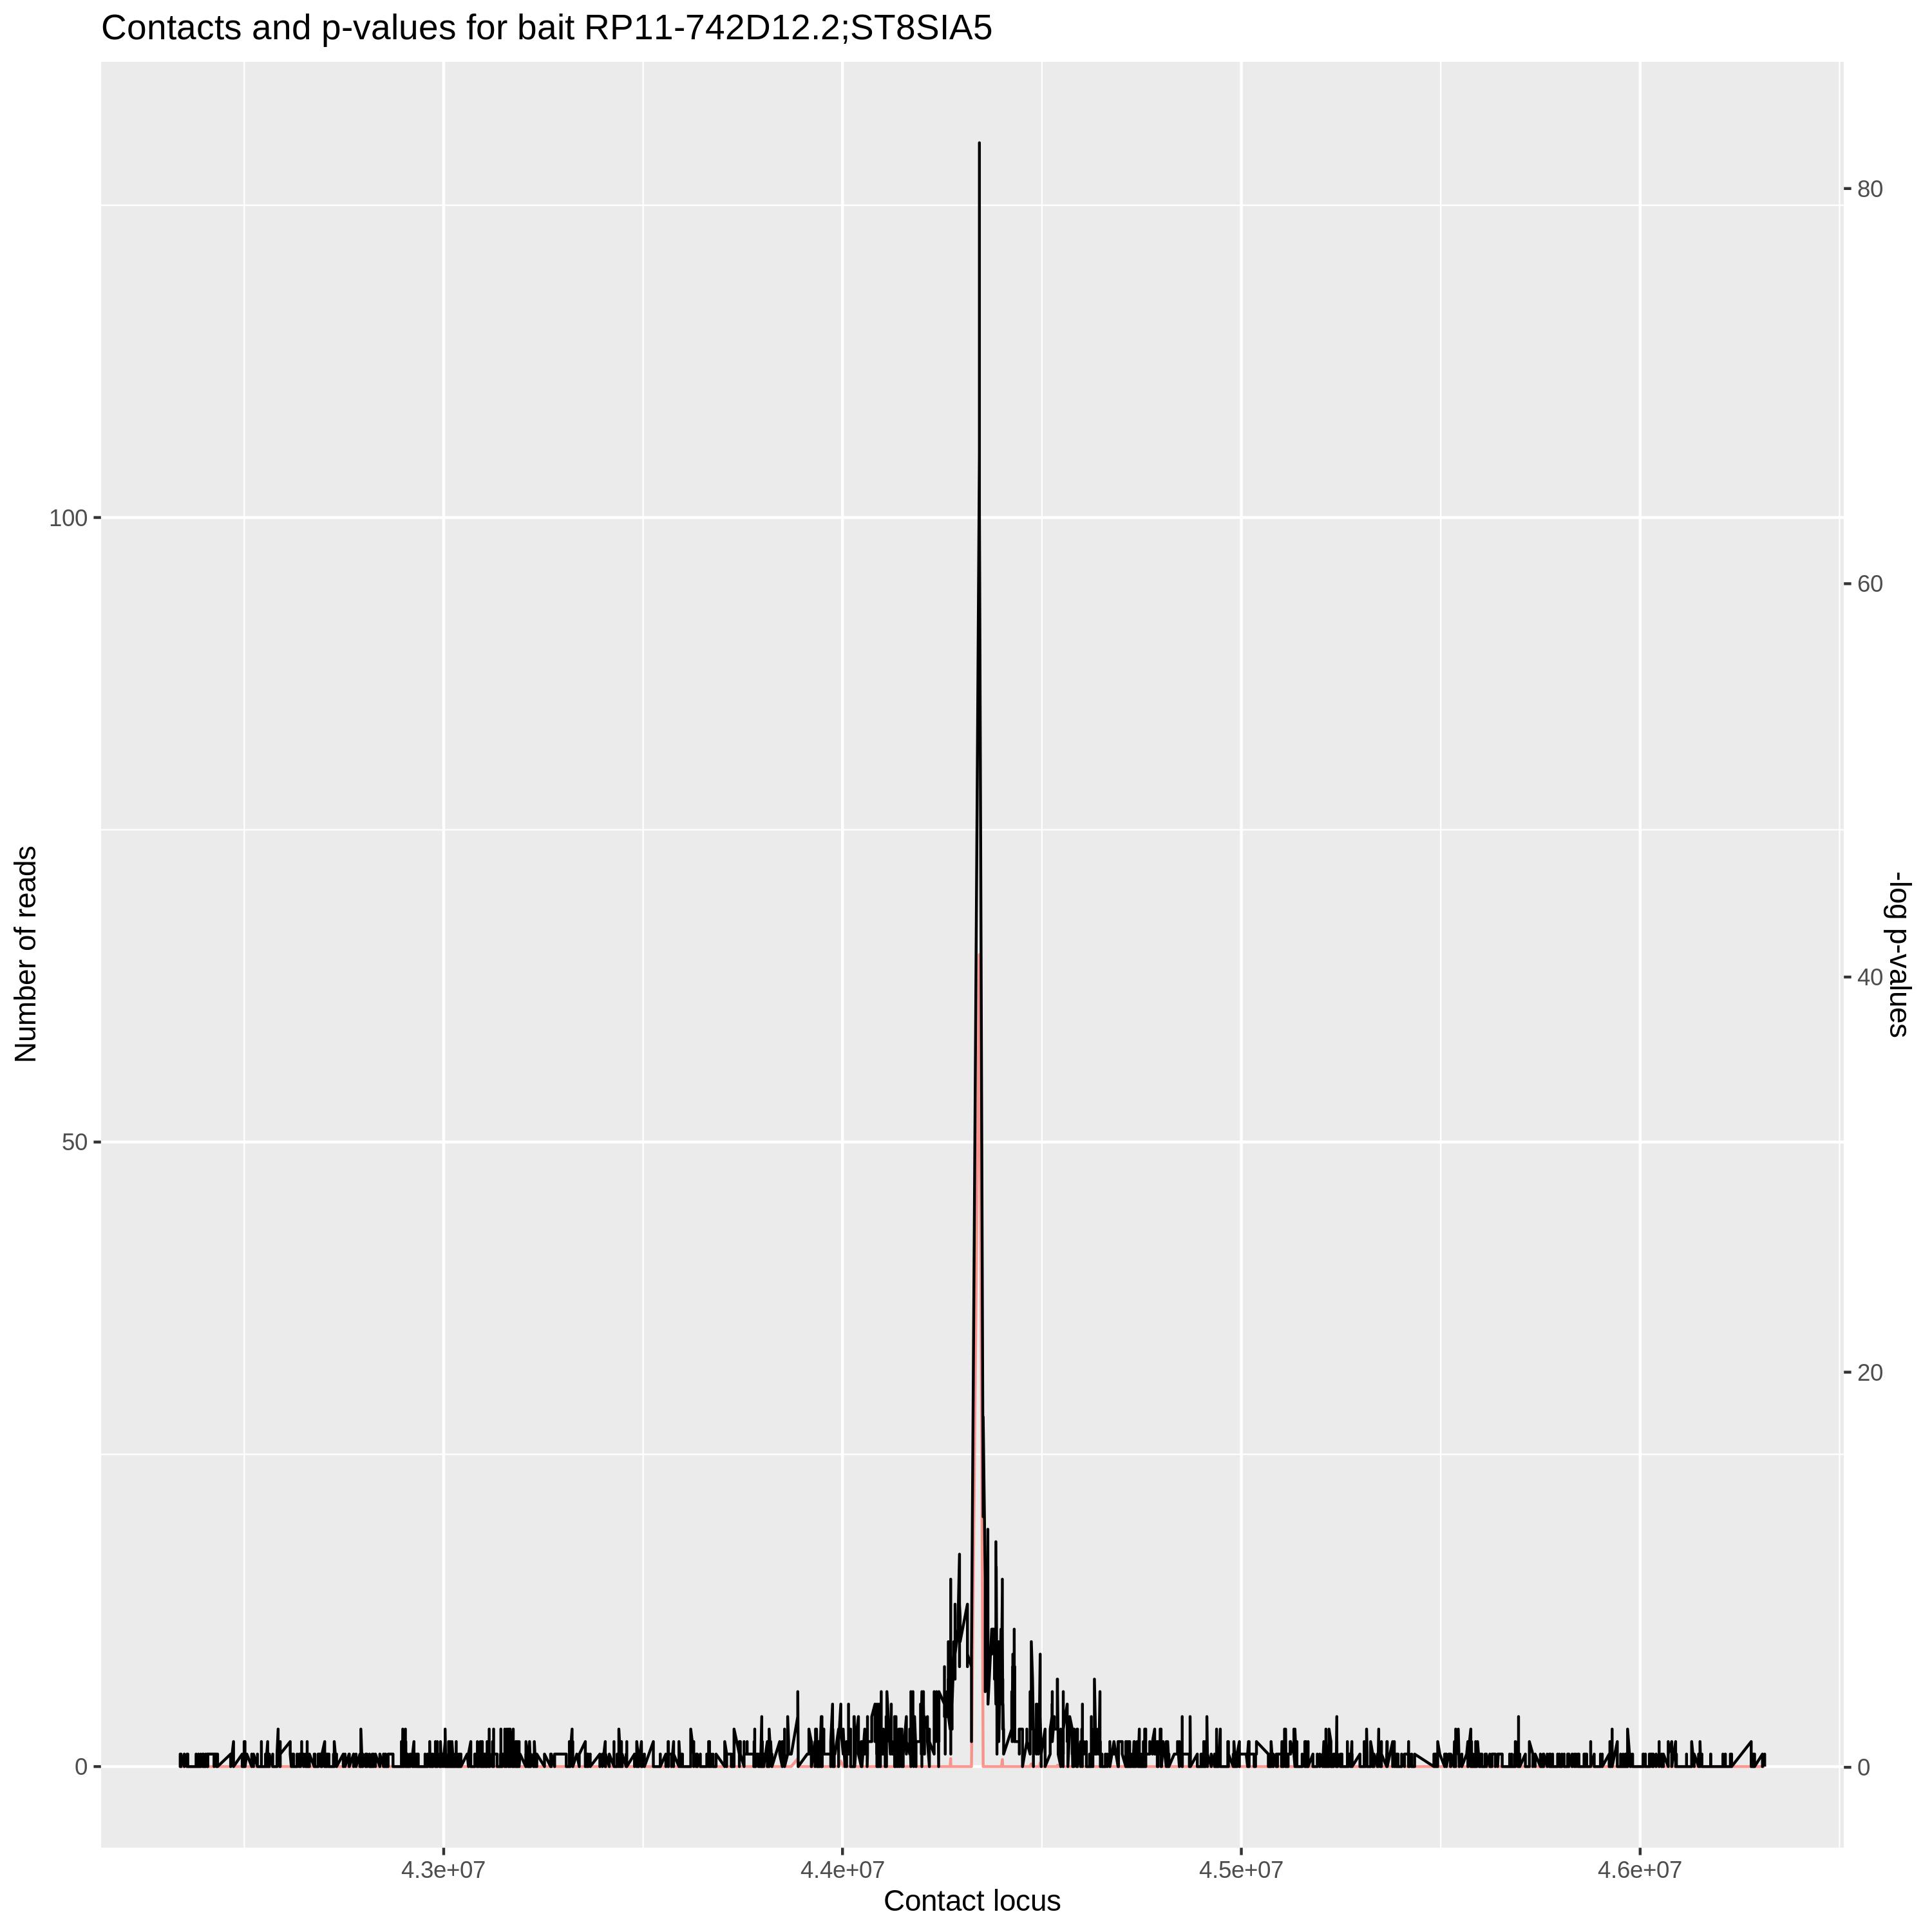 Contacts and p-values for bait RP11-742D12.2;ST8SIA5
Number of reads
100
50
0
80
60
40
20
0
-log p-values
4.3e+07 4.4e+07 4.5e+07 4.6e+07
Contact locus